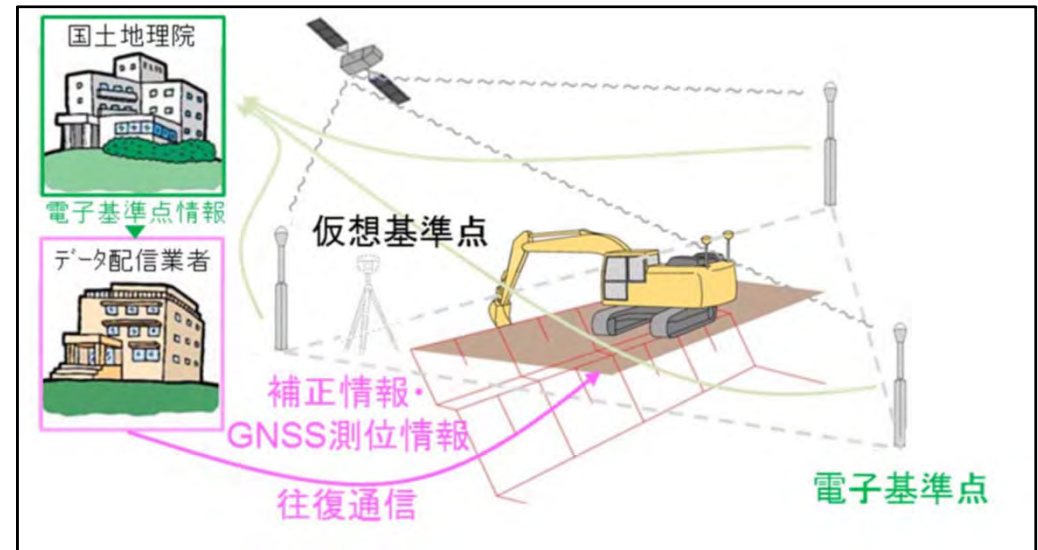 国土地理院
電子基準点情報
データ配信業者
仮想基準点
補正情報・
GNSS測位情報
往復通信
電子基準点